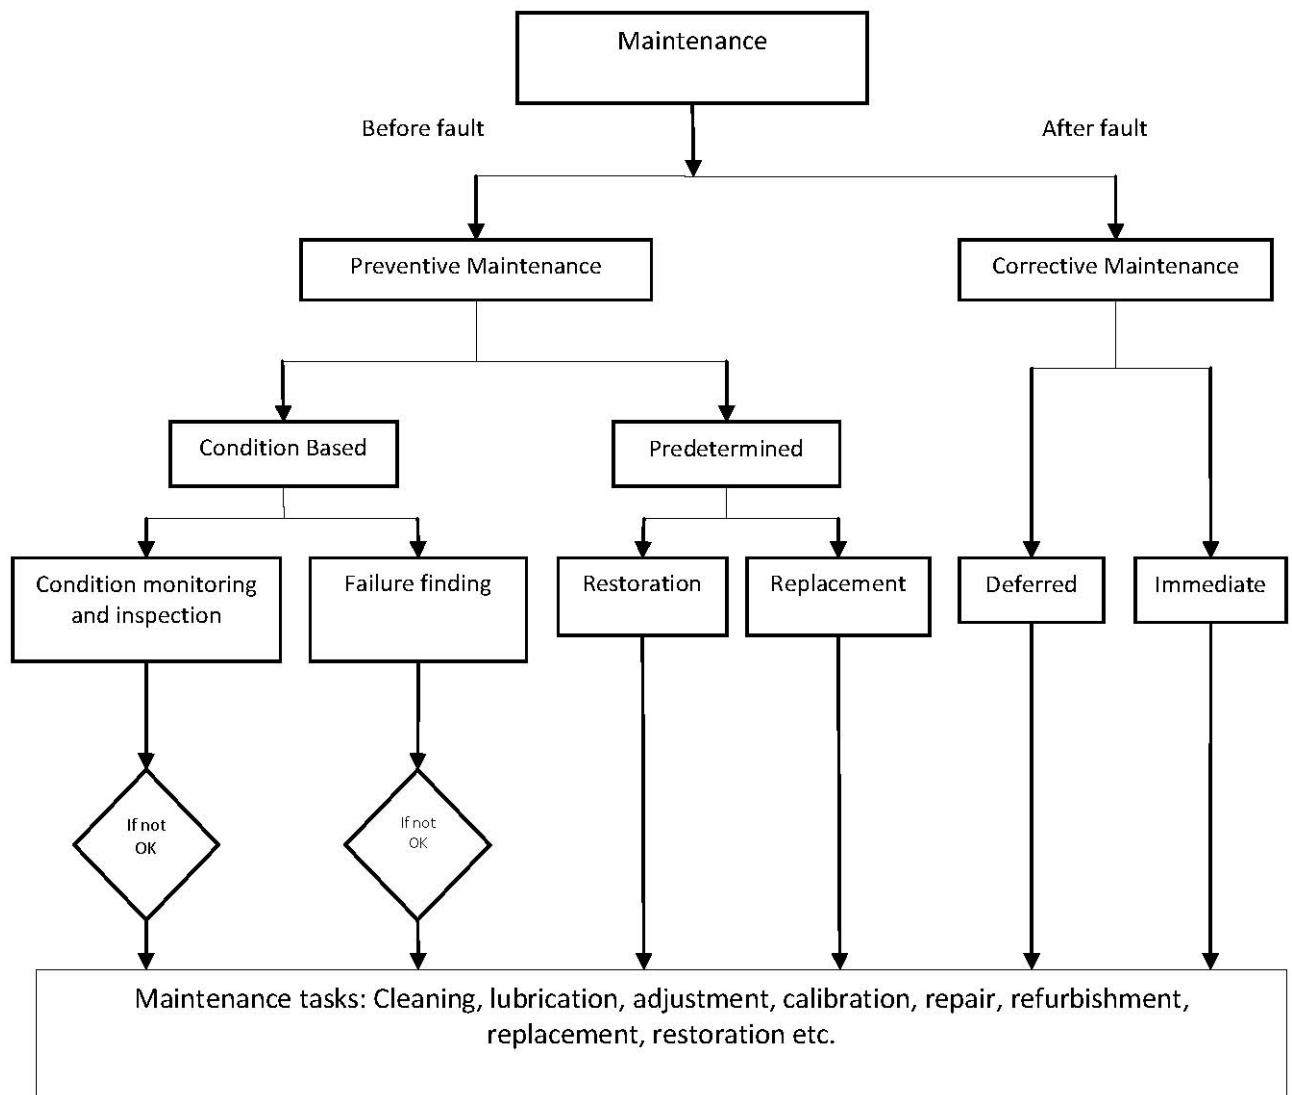 Maintenance
Before fault
After fault
Preventive Maintenance
Corrective Maintenance
Condition Based
Predetermined
Condition monitoring
and inspection
Failure finding
Restoration
Replacement
Deferred
Immediate
If not
OK
If not
OK
Maintenance tasks: Cleaning, lubrication, adjustment, calibration, repair, refurbishment,
replacement, restoration etc.